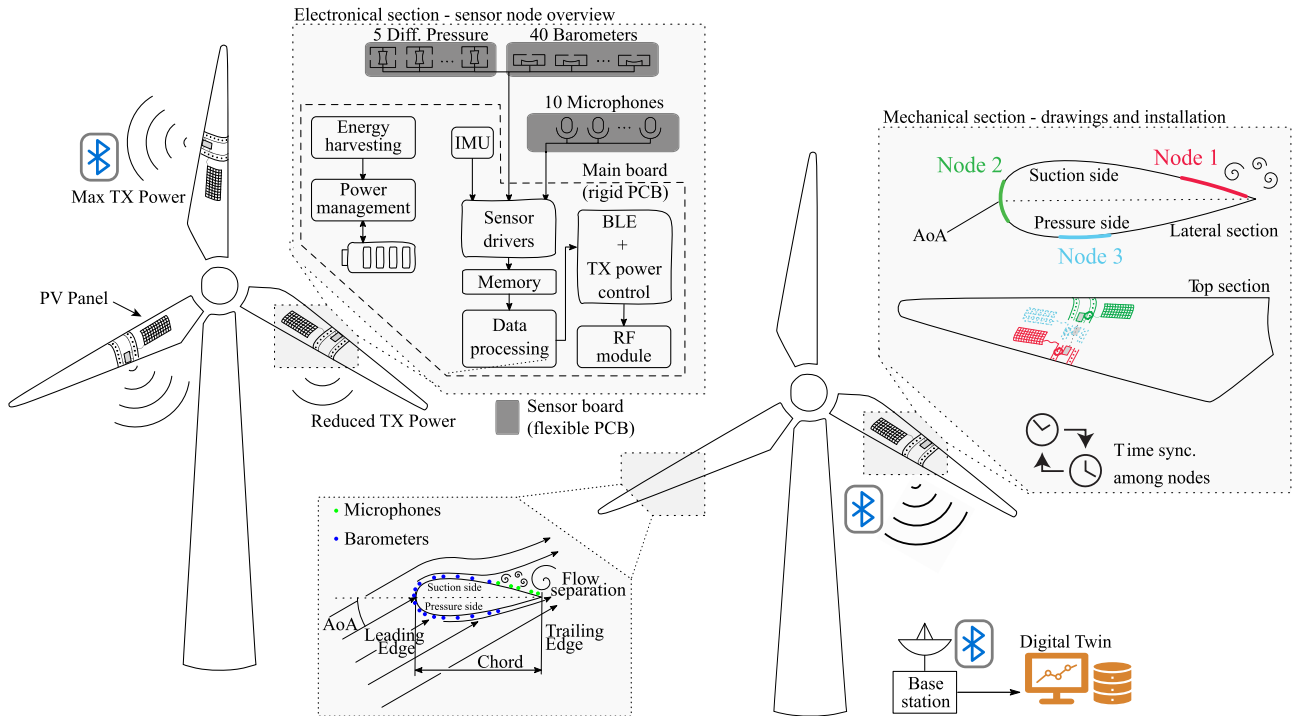 Electronical section - sensor node overview
5 Diff. Pressure
40 Barometers
10 Microphones
Energy
harvesting
IMU
Main board
(rigid PCB)
Power
management
Sensor
drivers
BLE
+
TX power
control
Memory
Data
processing
RF
module
Sensor board
(flexible PCB)
Max TX Power
PV Panel
Reduced TX Power
Mechanical section - drawings and installation
Node 2
Node 1
Suction side
Pressure side
AoA
Lateral section
Node 3
Top section
Time sync.
among nodes
Microphones
Barometers
Suction side
Flow
separation
Pressure side
AoA
Leading
Edge
Trailing
Edge
Chord
Base
station
Digital Twin